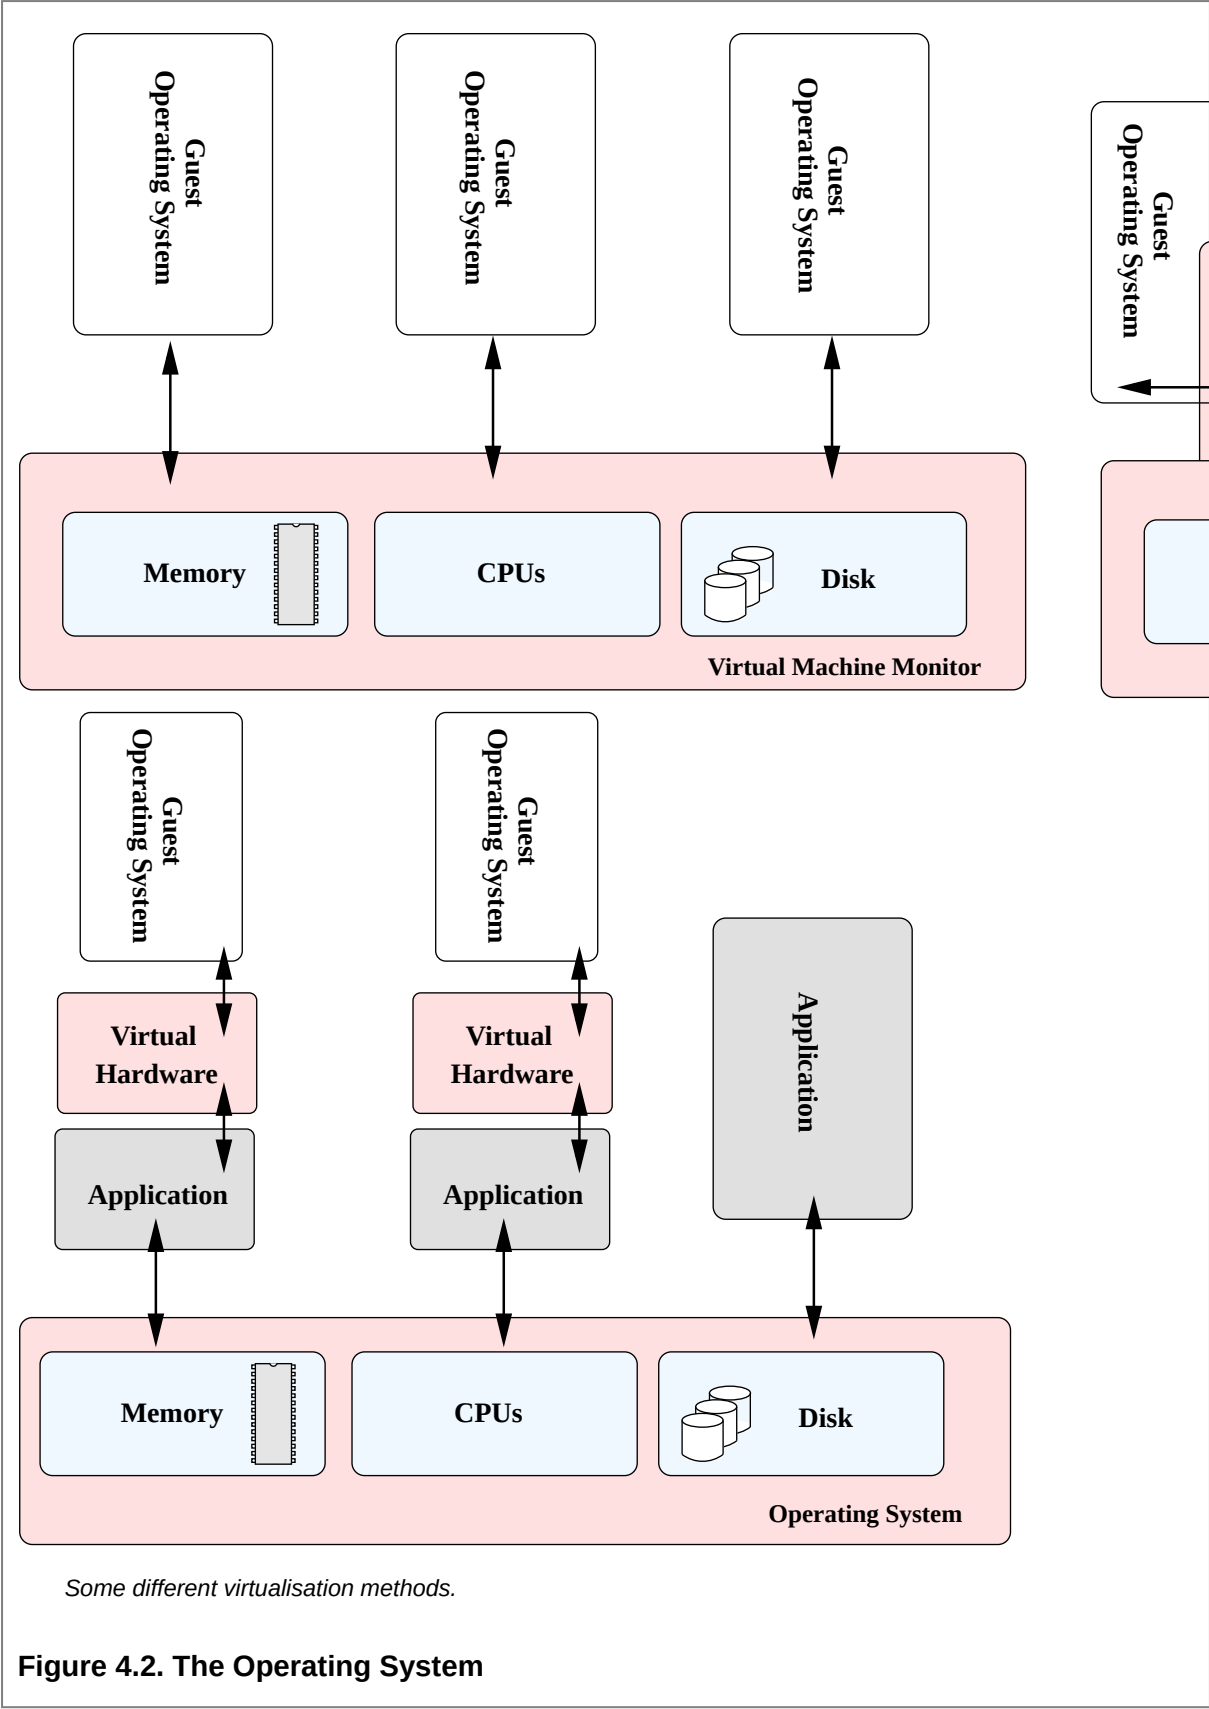 Guest
Operating System
Guest
Operating System
Guest
Operating System
Guest
Operating System
Memory
CPUs
Disk
Virtual Machine Monitor
Guest
Operating System
Guest
Operating System
Virtual
Hardware
Virtual
Hardware
Application
Application
Application
Memory
CPUs
Disk
Operating System
Some different virtualisation methods.
Figure 4.2. The Operating System